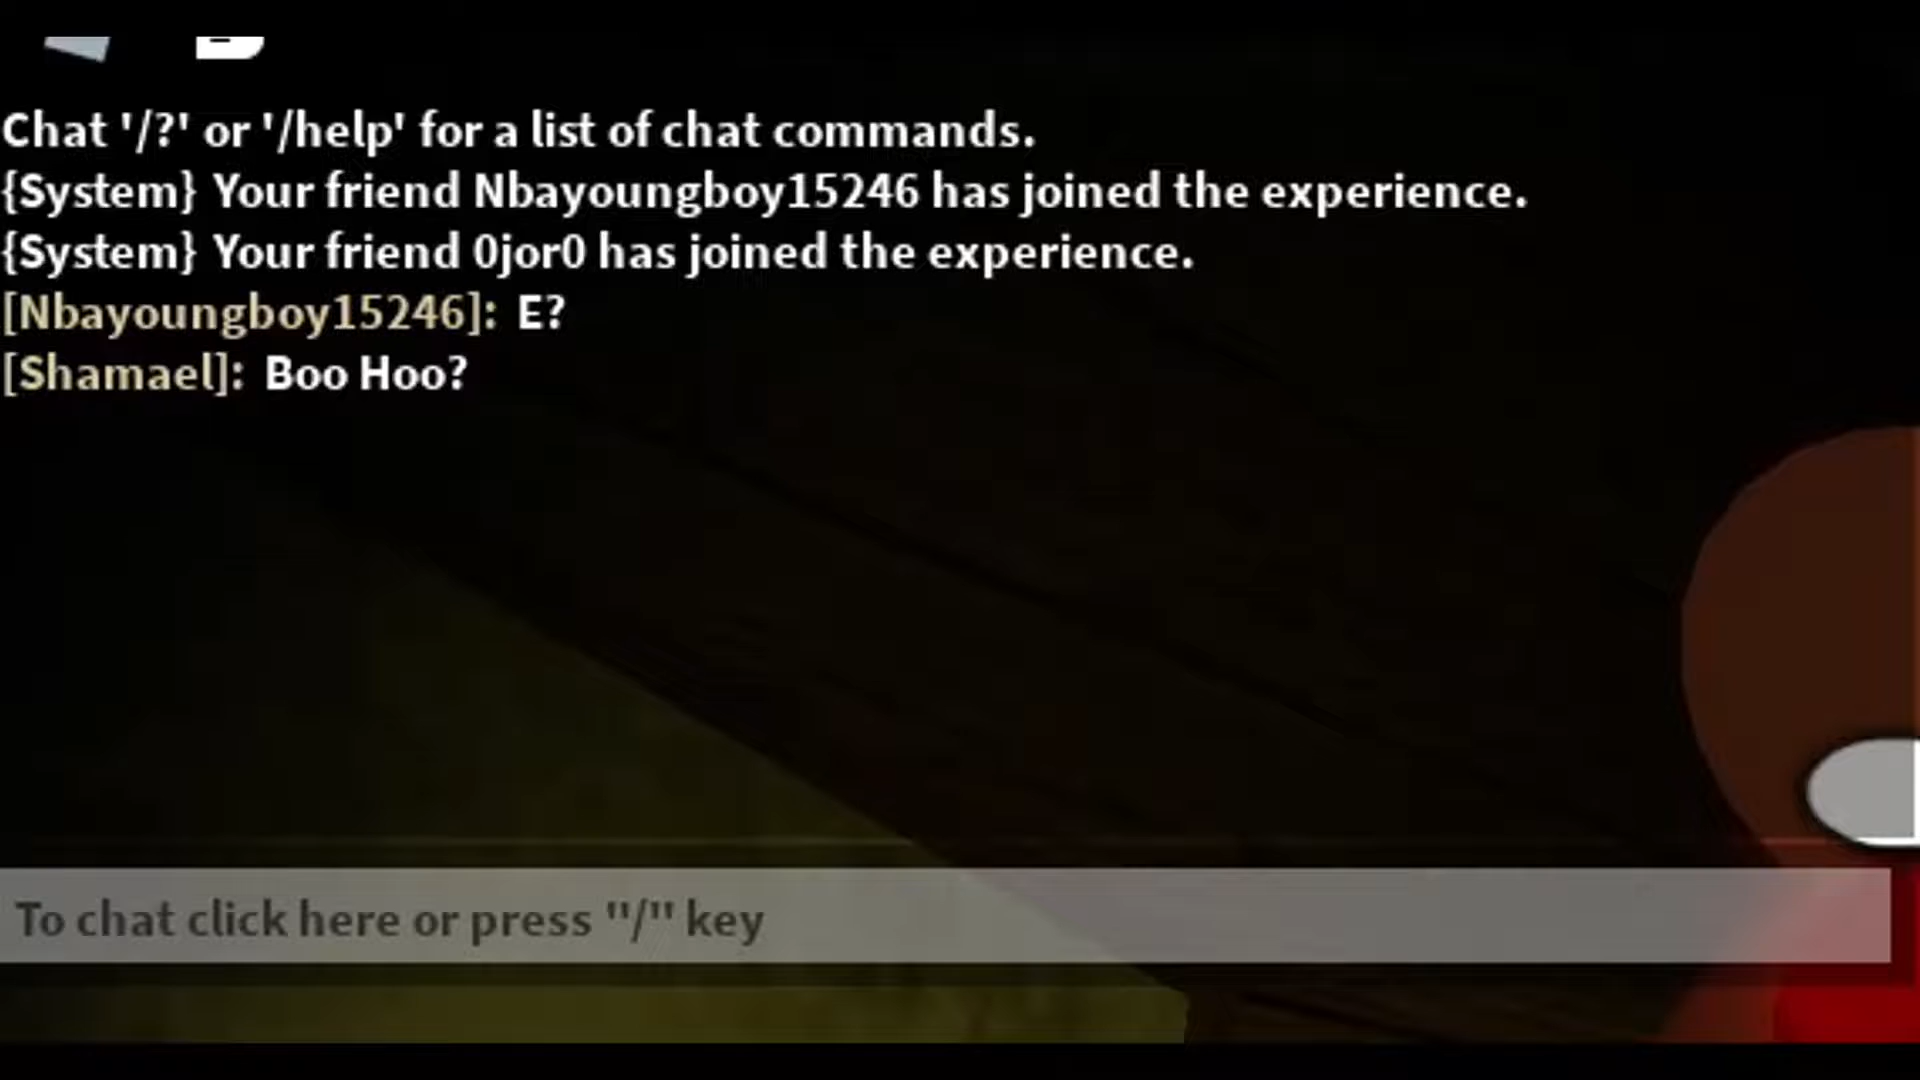 Chat '/?' or '/help' for a list of chat commands.
{System} Your friend Nbayoungboy15246 has joined the experience.
{System} Your friend 0jor0 has joined the experience.
[Nbayoungboy15246]: E?
[Shamael]: Boo Hoo?
To chat click here or press "/" key